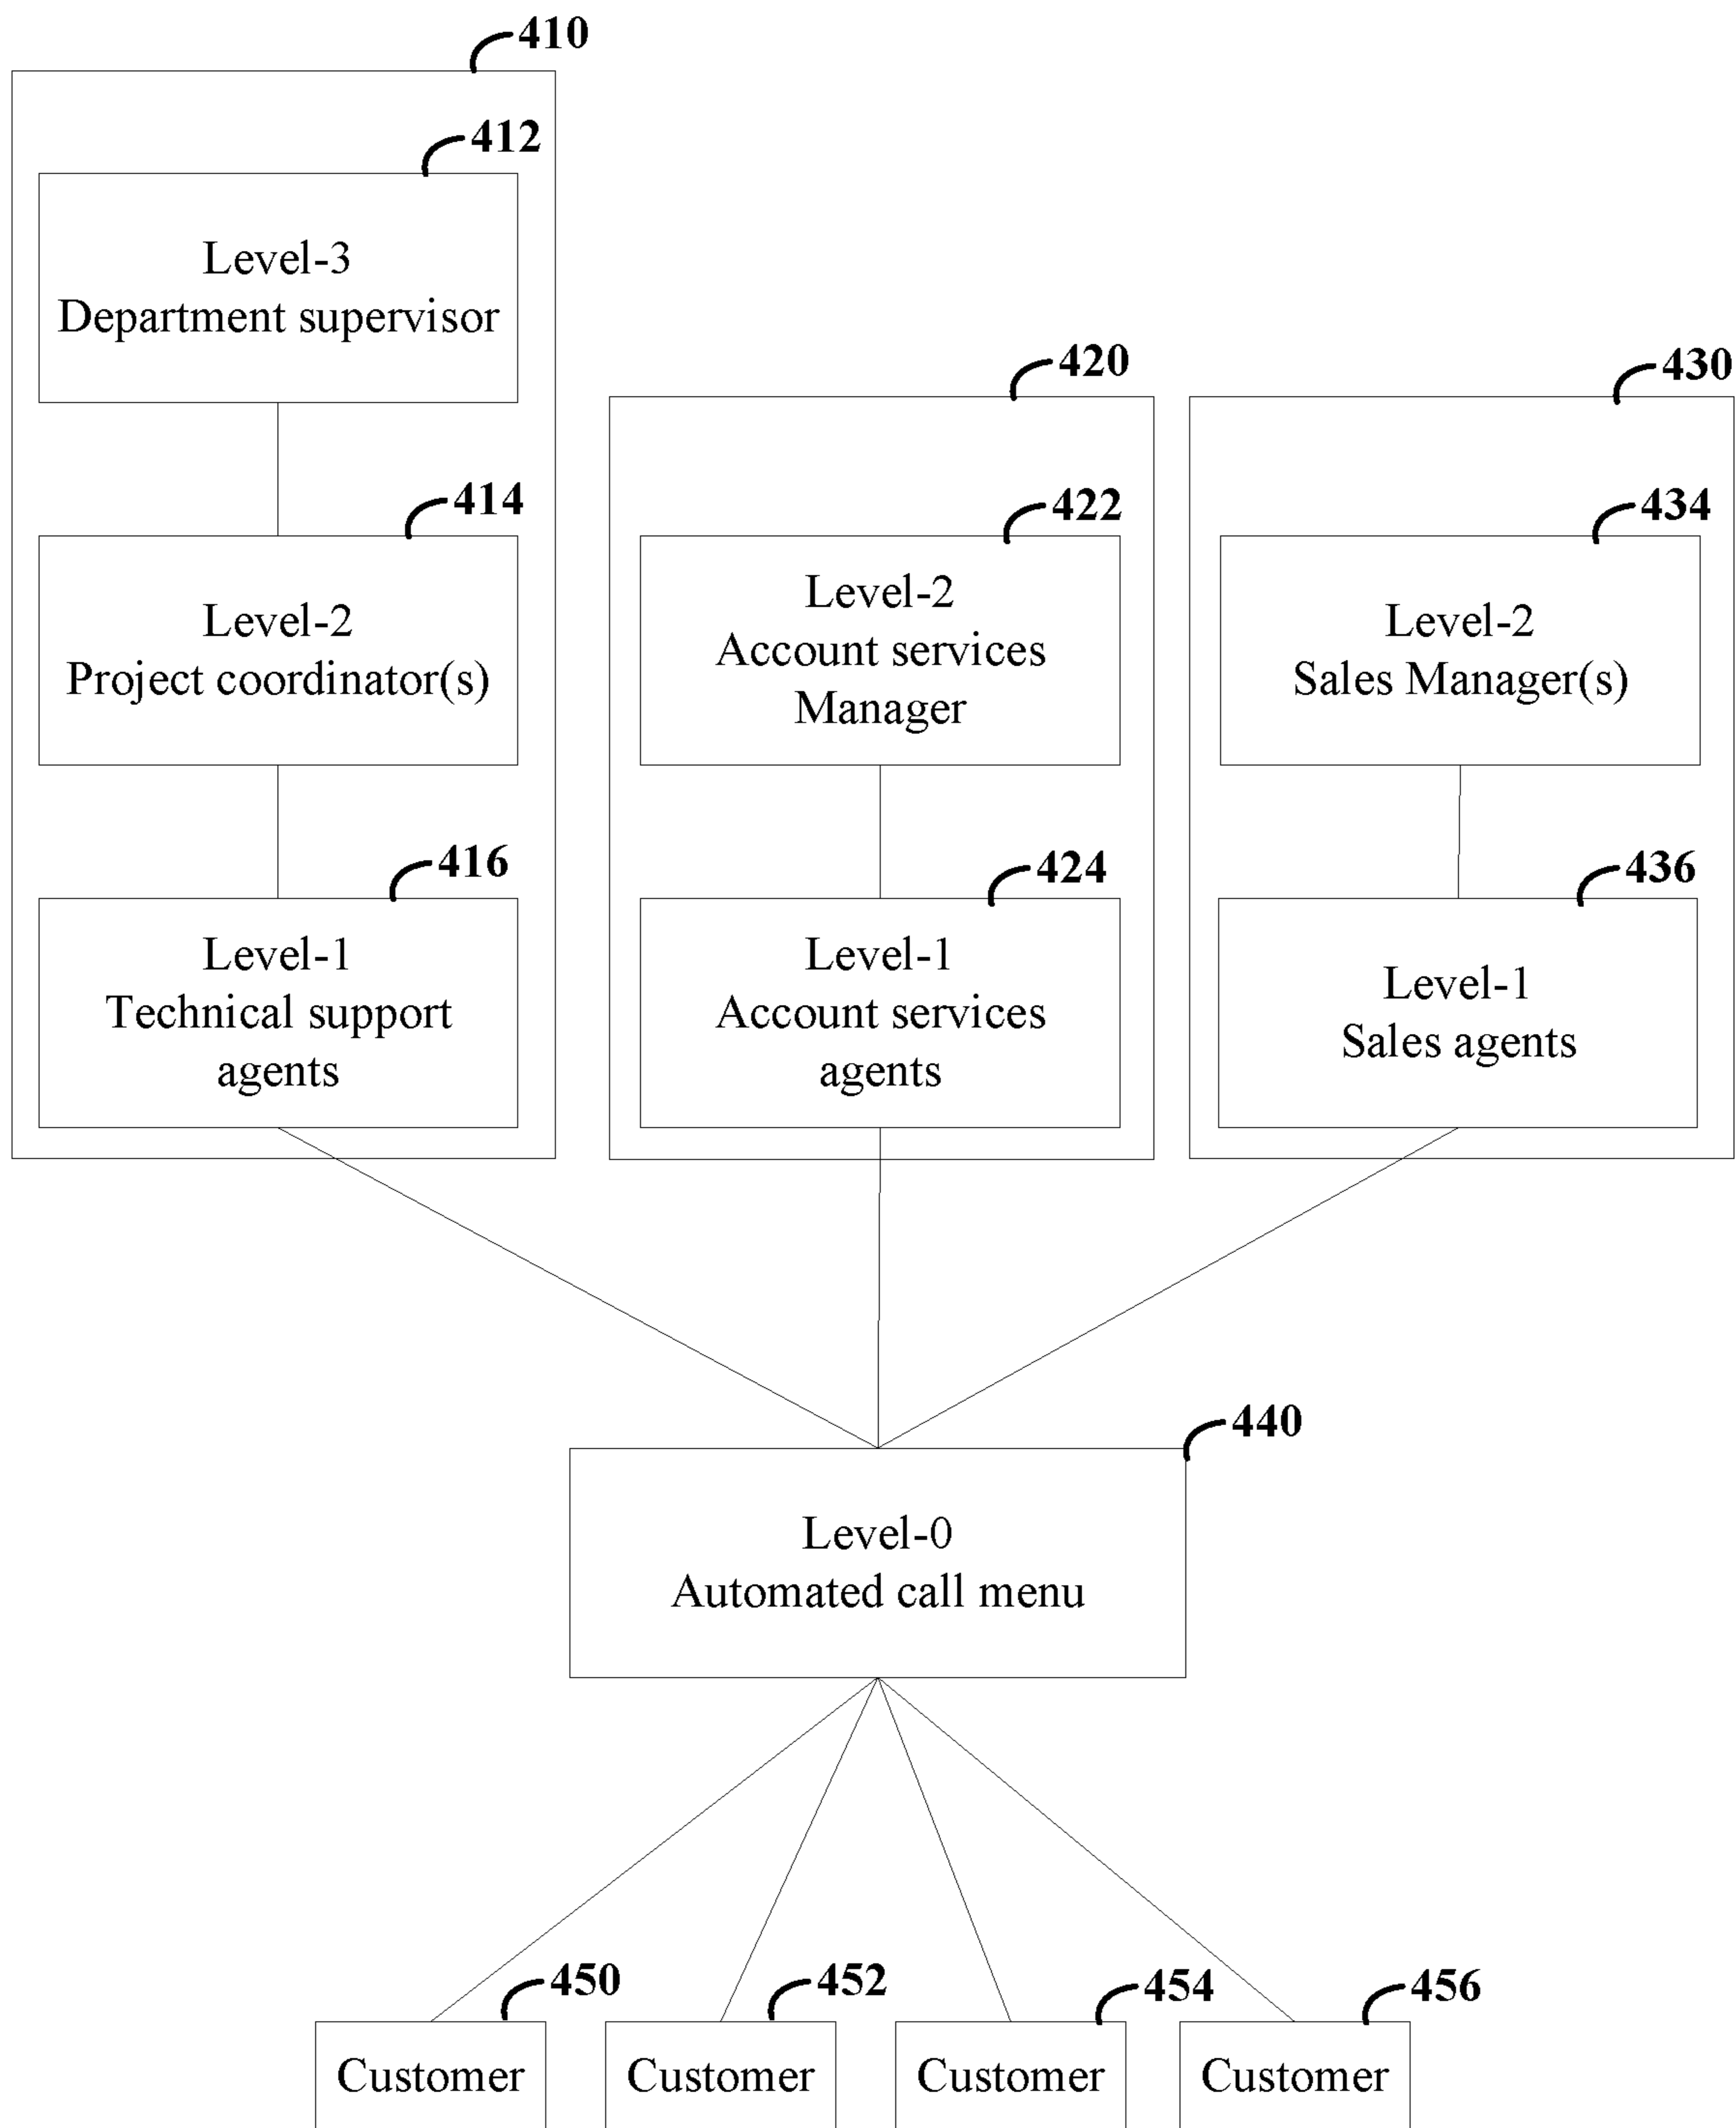 410
412
Level-3
Department supervisor
420
430
414
Level-2
Project coordinator(s)
422
Level-2
Account services
Manager
434
Level-2
Sales Manager(s)
416
Level-1
Technical support
agents
424
Level-1
Account services
agents
436
Level-1
Sales agents
440
Level-0
Automated call menu
450
Customer
452
Customer
454
Customer
456
Customer